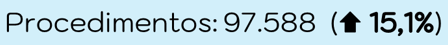 Procedimentos: 97.588 (⬆ 15,1%)